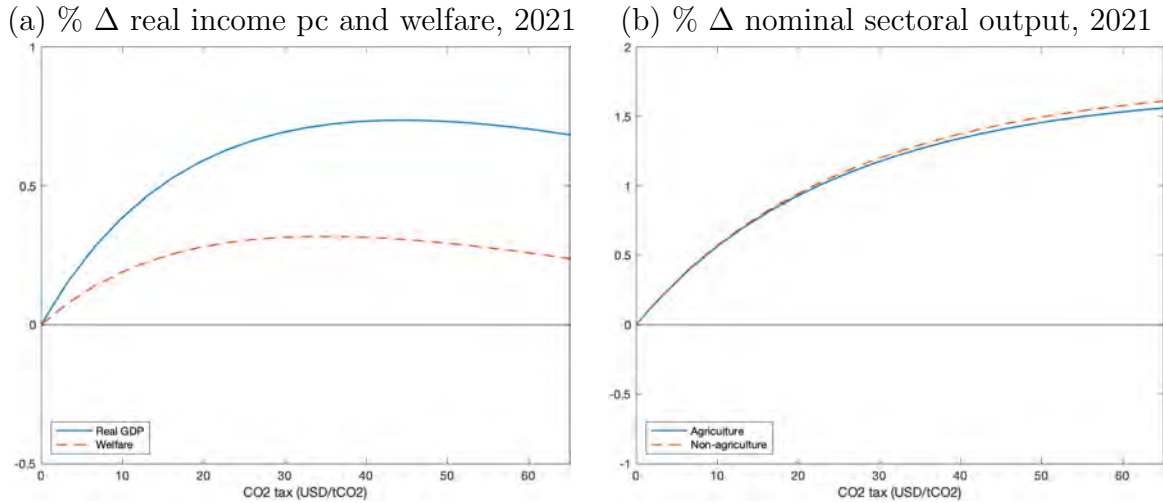 (a) % Δ real income pc and welfare, 2021
1
0.5
0
-0.5
Real GDP
Welfare
0 10 20 30 40 50 60
CO2 tax (USD/tCO2)
(b) % Δ nominal sectoral output, 2021
2
1.5
1
0.5
0
-0.5
-1
Agriculture
Non-agriculture
0 10 20 30 40 50 60
CO2 tax (USD/tCO2)